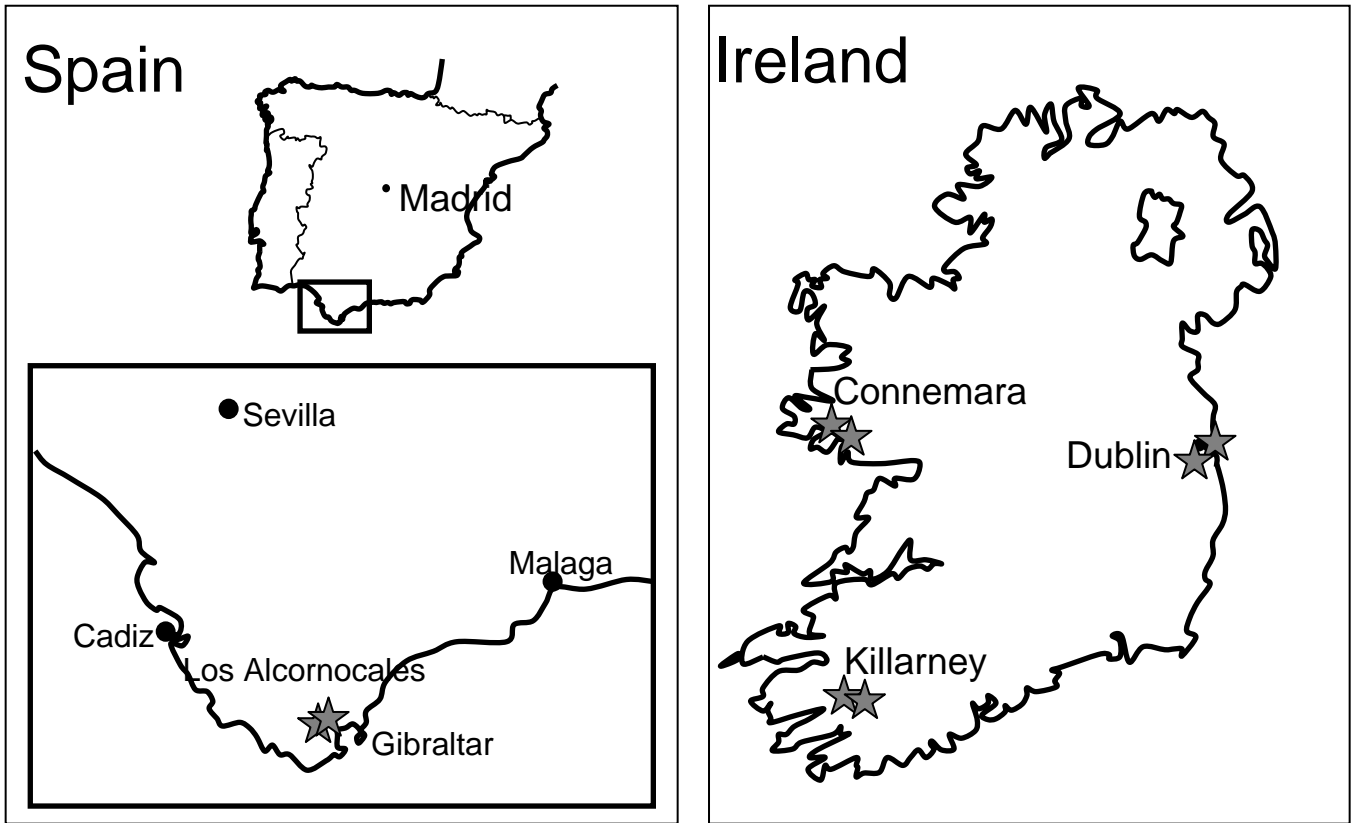 Spain
Madrid
Sevilla
Malaga
Cadiz
Los Alcornocales
Gibraltar
Ireland
Connemara
Dublin
Killarney